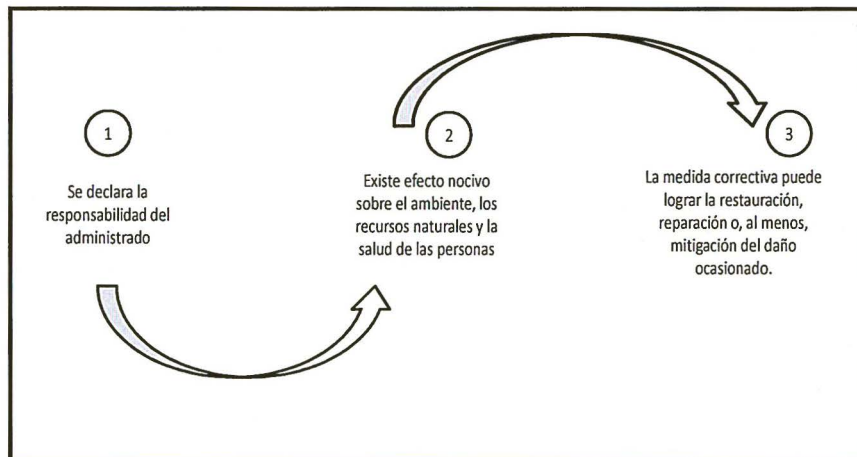 1
Se declara la
responsabilidad del
administrado
2
Existe efecto nocivo
sobre el ambiente, los
recursos naturales y la
salud de las personas
3
La medida correctiva puede
lograr la restauración,
reparación o, al menos,
mitigación del daño
ocasionado.